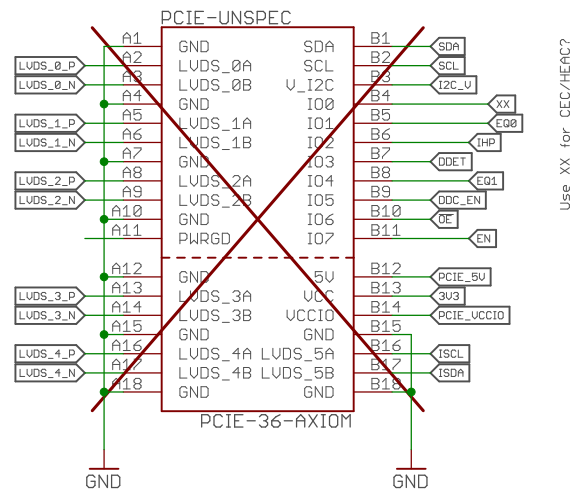 PCIE-UNSPEC
A1 GND SDA B1 SDA
LVDS_0_P A2 LVDS_0A SCL B2 SCL
LVDS_0_N A3 LVDS_0B V_I2C B3 I2C_V
A4 GND IO0 B4 XX
LVDS_1_P A5 LVDS_1A IO1 B5 EQ0
LVDS_1_N A6 LVDS_1B IO2 B6 IHP
A7 GND IO3 B7 DDET
LVDS_2_P A8 LVDS_2A IO4 B8 EQ1
LVDS_2_N A9 LVDS_2B IO5 B9 DDC_EN
A10 GND IO6 B10 OE
A11 PWRGD IO7 B11 EN
A12 GND 5V B12 PCIE_5V
LVDS_3_P A13 LVDS_3A VCC B13 3V3
LVDS_3_N A14 LVDS_3B VCCIO B14 PCIE_VCCIO
A15 GND GND B15
LVDS_4_P A16 LVDS_4A LVDS_5A B16 ISCL
LVDS_4_N A17 LVDS_4B LVDS_5B B17 ISDA
A18 GND GND B18
PCIE-36-AXIOM
GND GND
Use XX for CEC/HEAC?